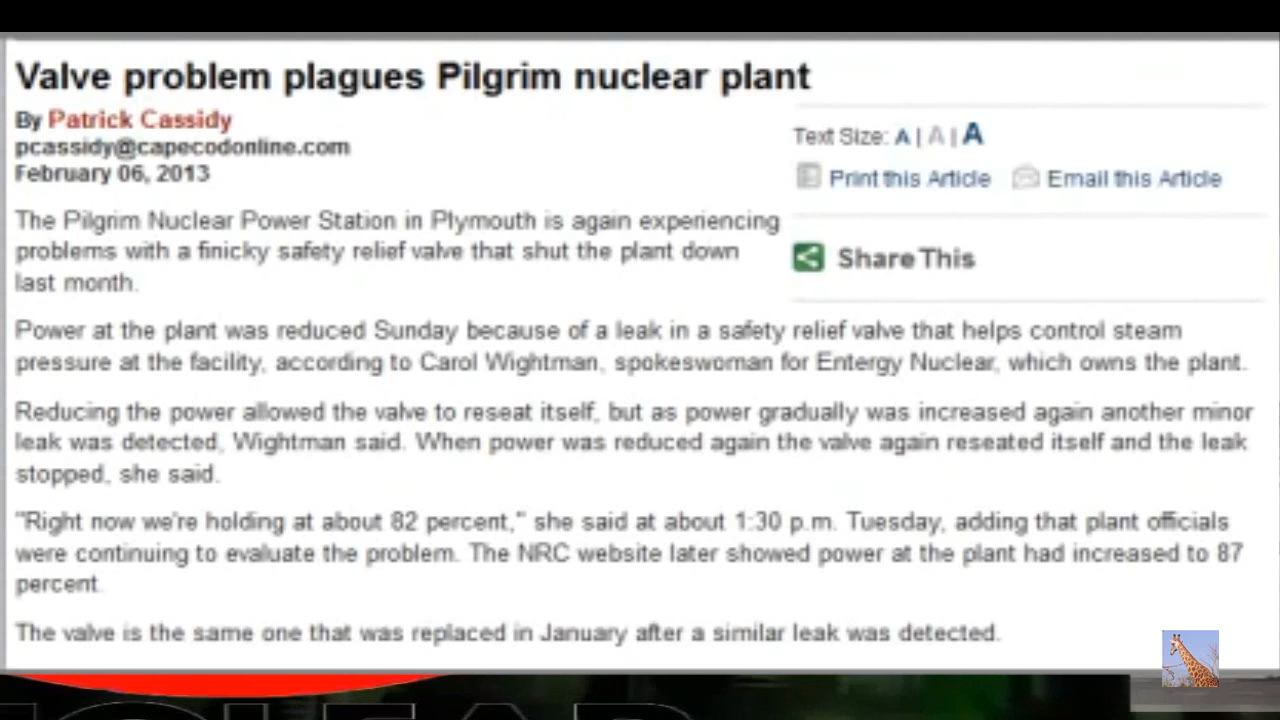 Valve problem plagues Pilgrim nuclear plant
By Patrick Cassidy
pcassidy@capecodonline.com
February 06, 2013
Text Size: A | A | A
Print this Article Email this Article
Share This
The Pilgrim Nuclear Power Station in Plymouth is again experiencing
problems with a finicky safety relief valve that shut the plant down
last month.
Power at the plant was reduced Sunday because of a leak in a safety relief valve that helps control steam
pressure at the facility, according to Carol Wightman, spokeswoman for Entergy Nuclear, which owns the plant.
Reducing the power allowed the valve to reseat itself, but as power gradually was increased again another minor
leak was detected, Wightman said. When power was reduced again the valve again reseated itself and the leak
stopped, she said.
"Right now we're holding at about 82 percent," she said at about 1:30 p.m. Tuesday, adding that plant officials
were continuing to evaluate the problem. The NRC website later showed power at the plant had increased to 87
percent.
The valve is the same one that was replaced in January after a similar leak was detected.